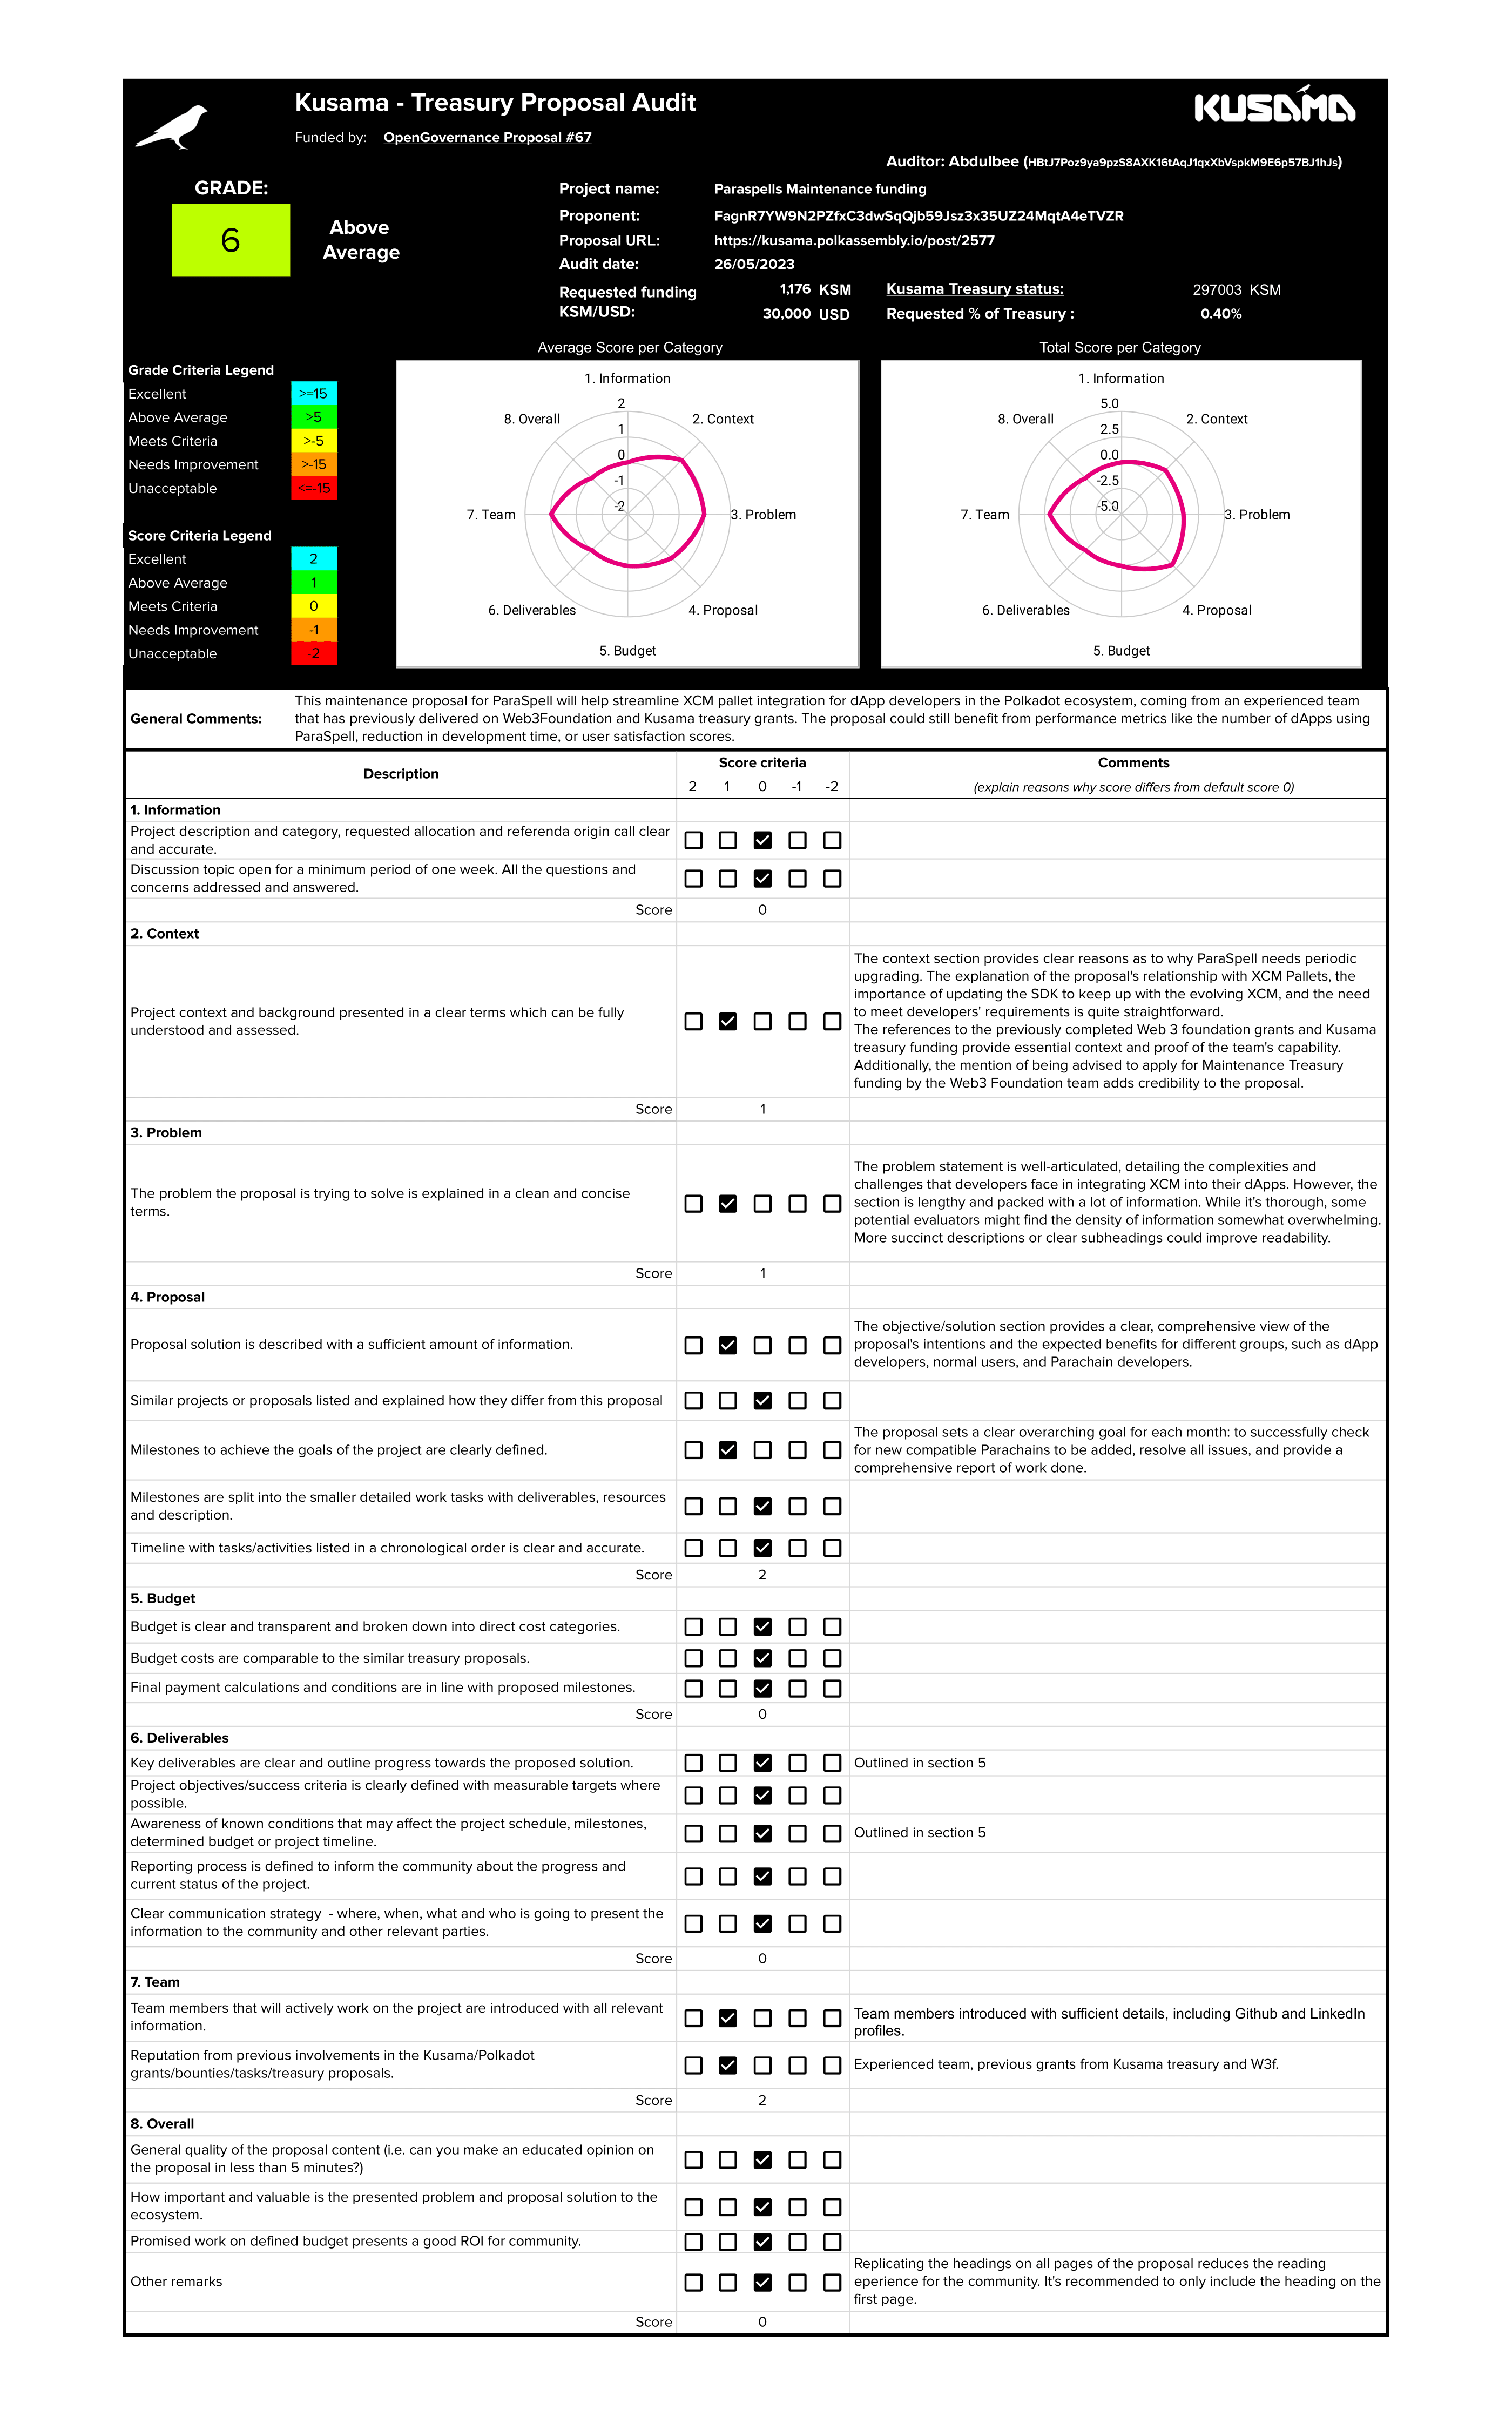 Kusama - Treasury Proposal Audit
KUSAMA
Funded by: OpenGovernance Proposal #67
Auditor: Abdulbee (HBtJ7Poz9ya9pzS8AXK16tAqJ1qxXbVspkM9E6p57BJ1hJs)
GRADE:
6
Above
Average
Project name: Paraspells Maintenance funding
Proponent: FagnR7YW9N2PZfxC3dwSqQjb59Jsz3x35UZ24MqtA4eTVZR
Proposal URL: https://kusama.polkassembly.io/post/2577
Audit date: 26/05/2023
Requested funding
KSM/USD:
1,176 KSM
30,000 USD
Kusama Treasury status: 297003 KSM
Requested % of Treasury : 0.40%
Grade Criteria Legend
Excellent >=15
Above Average >5
Meets Criteria >-5
Needs Improvement >-15
Unacceptable <=-15
Score Criteria Legend
Excellent 2
Above Average 1
Meets Criteria 0
Needs Improvement -1
Unacceptable -2
Average Score per Category
1. Information
2
1
0
-1
-2
2. Context
3. Problem
4. Proposal
5. Budget
6. Deliverables
7. Team
8. Overall
Total Score per Category
1. Information
5.0
2.5
0.0
-2.5
-5.0
2. Context
3. Problem
4. Proposal
5. Budget
6. Deliverables
7. Team
8. Overall
General Comments:
This maintenance proposal for ParaSpell will help streamline XCM pallet integration for dApp developers in the Polkadot ecosystem, coming from an experienced team
that has previously delivered on Web3Foundation and Kusama treasury grants. The proposal could still benefit from performance metrics like the number of dApps using
ParaSpell, reduction in development time, or user satisfaction scores.
Description
Score criteria
2 1 0 -1 -2
Comments
(explain reasons why score differs from default score 0)
1. Information
Project description and category, requested allocation and referenda origin call clear
and accurate.
Discussion topic open for a minimum period of one week. All the questions and
concerns addressed and answered.
Score 0
2. Context
Project context and background presented in a clear terms which can be fully
understood and assessed.
The context section provides clear reasons as to why ParaSpell needs periodic
upgrading. The explanation of the proposal's relationship with XCM Pallets, the
importance of updating the SDK to keep up with the evolving XCM, and the need
to meet developers' requirements is quite straightforward.
The references to the previously completed Web 3 foundation grants and Kusama
treasury funding provide essential context and proof of the team's capability.
Additionally, the mention of being advised to apply for Maintenance Treasury
funding by the Web3 Foundation team adds credibility to the proposal.
Score 1
3. Problem
The problem the proposal is trying to solve is explained in a clean and concise
terms.
The problem statement is well-articulated, detailing the complexities and
challenges that developers face in integrating XCM into their dApps. However, the
section is lengthy and packed with a lot of information. While it's thorough, some
potential evaluators might find the density of information somewhat overwhelming.
More succinct descriptions or clear subheadings could improve readability.
Score 1
4. Proposal
Proposal solution is described with a sufficient amount of information.
The objective/solution section provides a clear, comprehensive view of the
proposal's intentions and the expected benefits for different groups, such as dApp
developers, normal users, and Parachain developers.
Similar projects or proposals listed and explained how they differ from this proposal
Milestones to achieve the goals of the project are clearly defined.
The proposal sets a clear overarching goal for each month: to successfully check
for new compatible Parachains to be added, resolve all issues, and provide a
comprehensive report of work done.
Milestones are split into the smaller detailed work tasks with deliverables, resources
and description.
Timeline with tasks/activities listed in a chronological order is clear and accurate.
Score 2
5. Budget
Budget is clear and transparent and broken down into direct cost categories.
Budget costs are comparable to the similar treasury proposals.
Final payment calculations and conditions are in line with proposed milestones.
Score 0
6. Deliverables
Key deliverables are clear and outline progress towards the proposed solution.
Outlined in section 5
Project objectives/success criteria is clearly defined with measurable targets where
possible.
Awareness of known conditions that may affect the project schedule, milestones,
determined budget or project timeline.
Outlined in section 5
Reporting process is defined to inform the community about the progress and
current status of the project.
Clear communication strategy - where, when, what and who is going to present the
information to the community and other relevant parties.
Score 0
7. Team
Team members that will actively work on the project are introduced with all relevant
information.
Team members introduced with sufficient details, including Github and LinkedIn
profiles.
Reputation from previous involvements in the Kusama/Polkadot
grants/bounties/tasks/treasury proposals.
Experienced team, previous grants from Kusama treasury and W3f.
Score 2
8. Overall
General quality of the proposal content (i.e. can you make an educated opinion on
the proposal in less than 5 minutes?)
How important and valuable is the presented problem and proposal solution to the
ecosystem.
Promised work on defined budget presents a good ROI for community.
Other remarks
Replicating the headings on all pages of the proposal reduces the reading
eperience for the community. It's recommended to only include the heading on the
first page.
Score 0